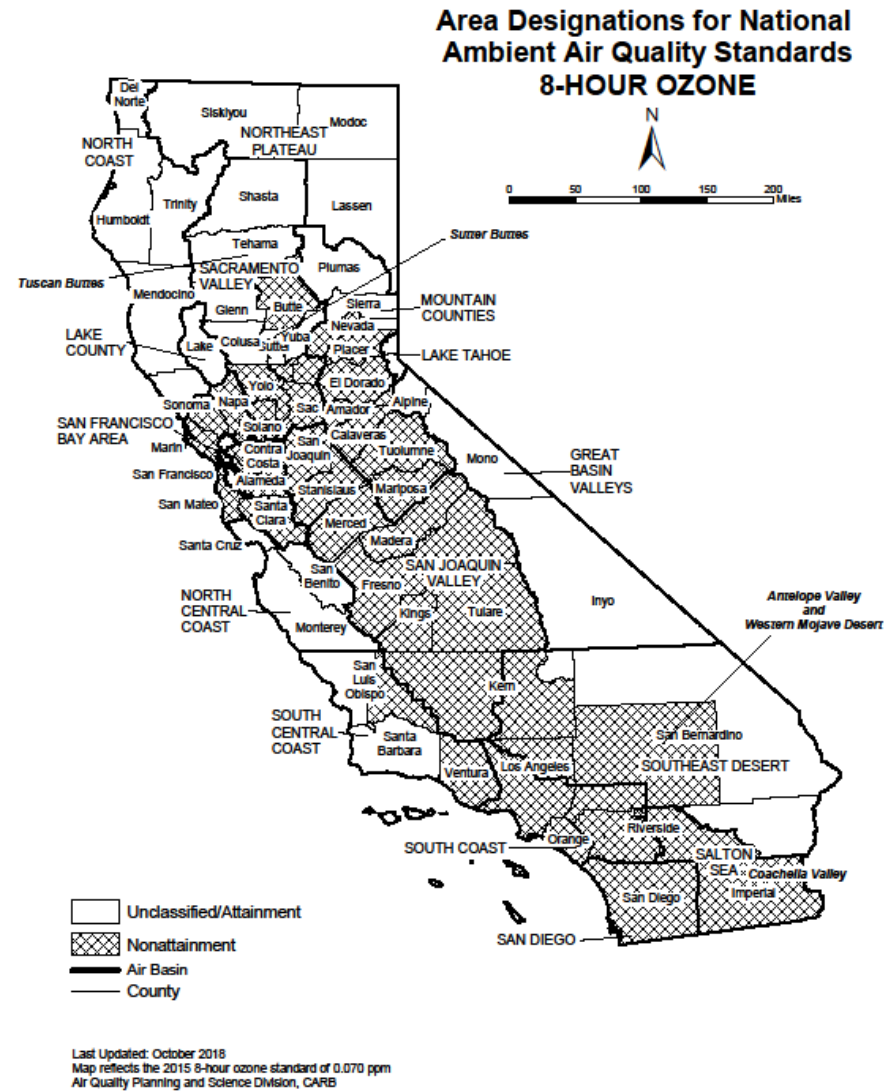 Area Designations for National
Ambient Air Quality Standards
8-HOUR OZONE
N
0 50 100 150 200
Miles
Del
Norte
Siskiyou
Modoc
NORTHEAST
PLATEAU
NORTH
COAST
Shasta
Trinity
Lassen
Humboldt
Sutter Buttes
Tehama
Plumas
Tuscan Buttes
SACRAMENTO
VALLEY
Mendocino
Butte
Sierra
MOUNTAIN
COUNTIES
Glenn
Nevada
LAKE
COUNTY
Lake
Colusa
Yuba
Placer
LAKE TAHOE
Yolo
El Dorado
Sonoma
Napa
Sac
Amador
Alpine
SAN FRANCISCO
BAY AREA
Solano
Calaveras
Marin
Contra
Costa
San
Joaquin
Tuolumne
Mono
GREAT
BASIN
VALLEYS
San Francisco
Alameda
Stanislaus
Mariposa
San Mateo
Santa
Clara
Merced
Santa Cruz
Madera
San
Benito
SAN JOAQUIN
VALLEY
Fresno
NORTH
CENTRAL
COAST
Kings
Tulare
Inyo
Antelope Valley
and
Western Mojave Desert
Monterey
San
Luis
Obispo
Kern
SOUTH
CENTRAL
COAST
Santa
Barbara
San Bernardino
Ventura
Los Angeles
SOUTHEAST DESERT
Orange
Riverside
SOUTH COAST
SALTON
SEA
Coachella Valley
San Diego
Imperial
SAN DIEGO
Unclassified/Attainment
Nonattainment
Air Basin
County
Last Updated: October 2018
Map reflects the 2015 8-hour ozone standard of 0.070 ppm
Air Quality Planning and Science Division, CARB